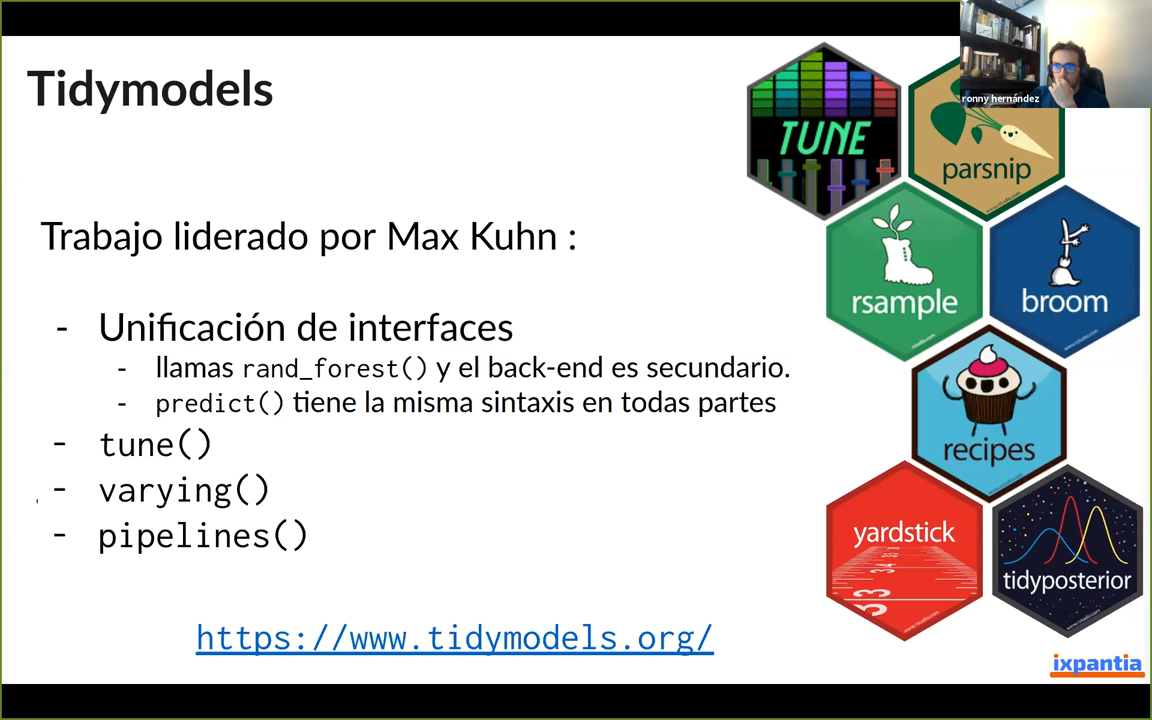 Tidymodels
Trabajo liderado por Max Kuhn :
- Unificación de interfaces
- llamas rand_forest() y el back-end es secundario.
- predict() tiene la misma sintaxis en todas partes
- tune()
- varying()
- pipelines()
https://www.tidymodels.org/
TUNE
ronny hernández
parsnip
rsample
broom
recipes
yardstick
tidyposterior
ixpantia